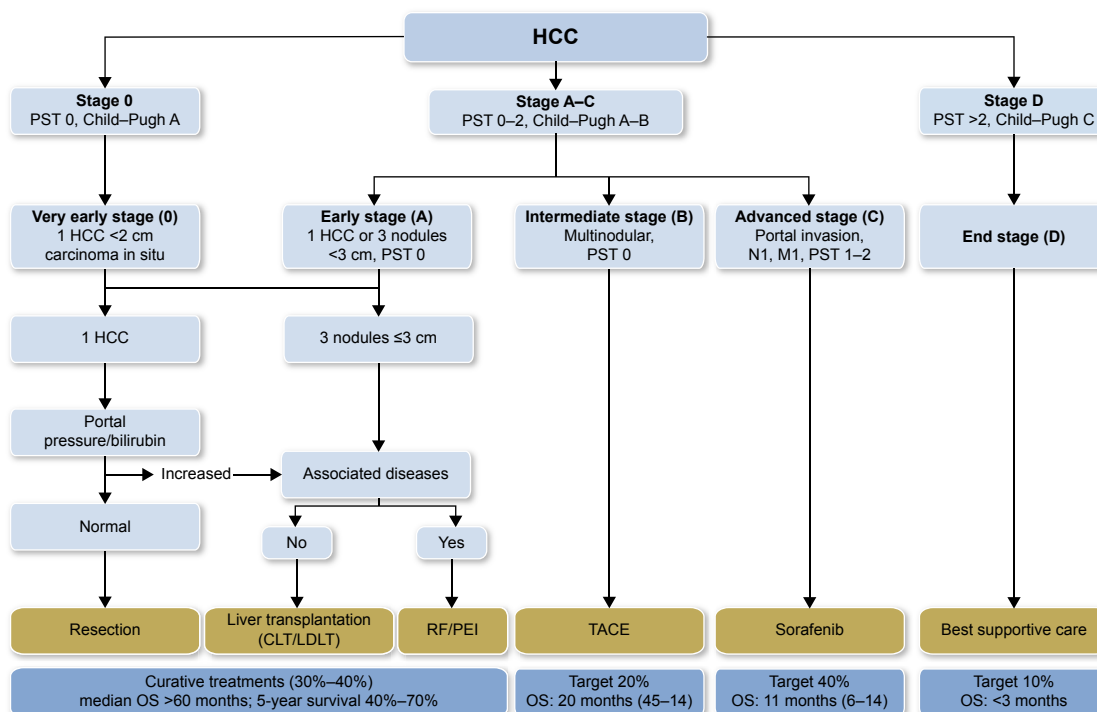 HCC
Stage 0
PST 0, Child–Pugh A
Stage A–C
PST 0–2, Child–Pugh A–B
Stage D
PST >2, Child–Pugh C
Very early stage (0)
1 HCC <2 cm
carcinoma in situ
Early stage (A)
1 HCC or 3 nodules
<3 cm, PST 0
Intermediate stage (B)
Multinodular,
PST 0
Advanced stage (C)
Portal invasion,
N1, M1, PST 1–2
End stage (D)
1 HCC
3 nodules ≤3 cm
Portal
pressure/bilirubin
Increased
Associated diseases
Normal
No
Yes
Resection
Liver transplantation
(CLT/LDLT)
RF/PEI
TACE
Sorafenib
Best supportive care
Curative treatments (30%–40%)
median OS >60 months; 5-year survival 40%–70%
Target 20%
OS: 20 months (45–14)
Target 40%
OS: 11 months (6–14)
Target 10%
OS: <3 months